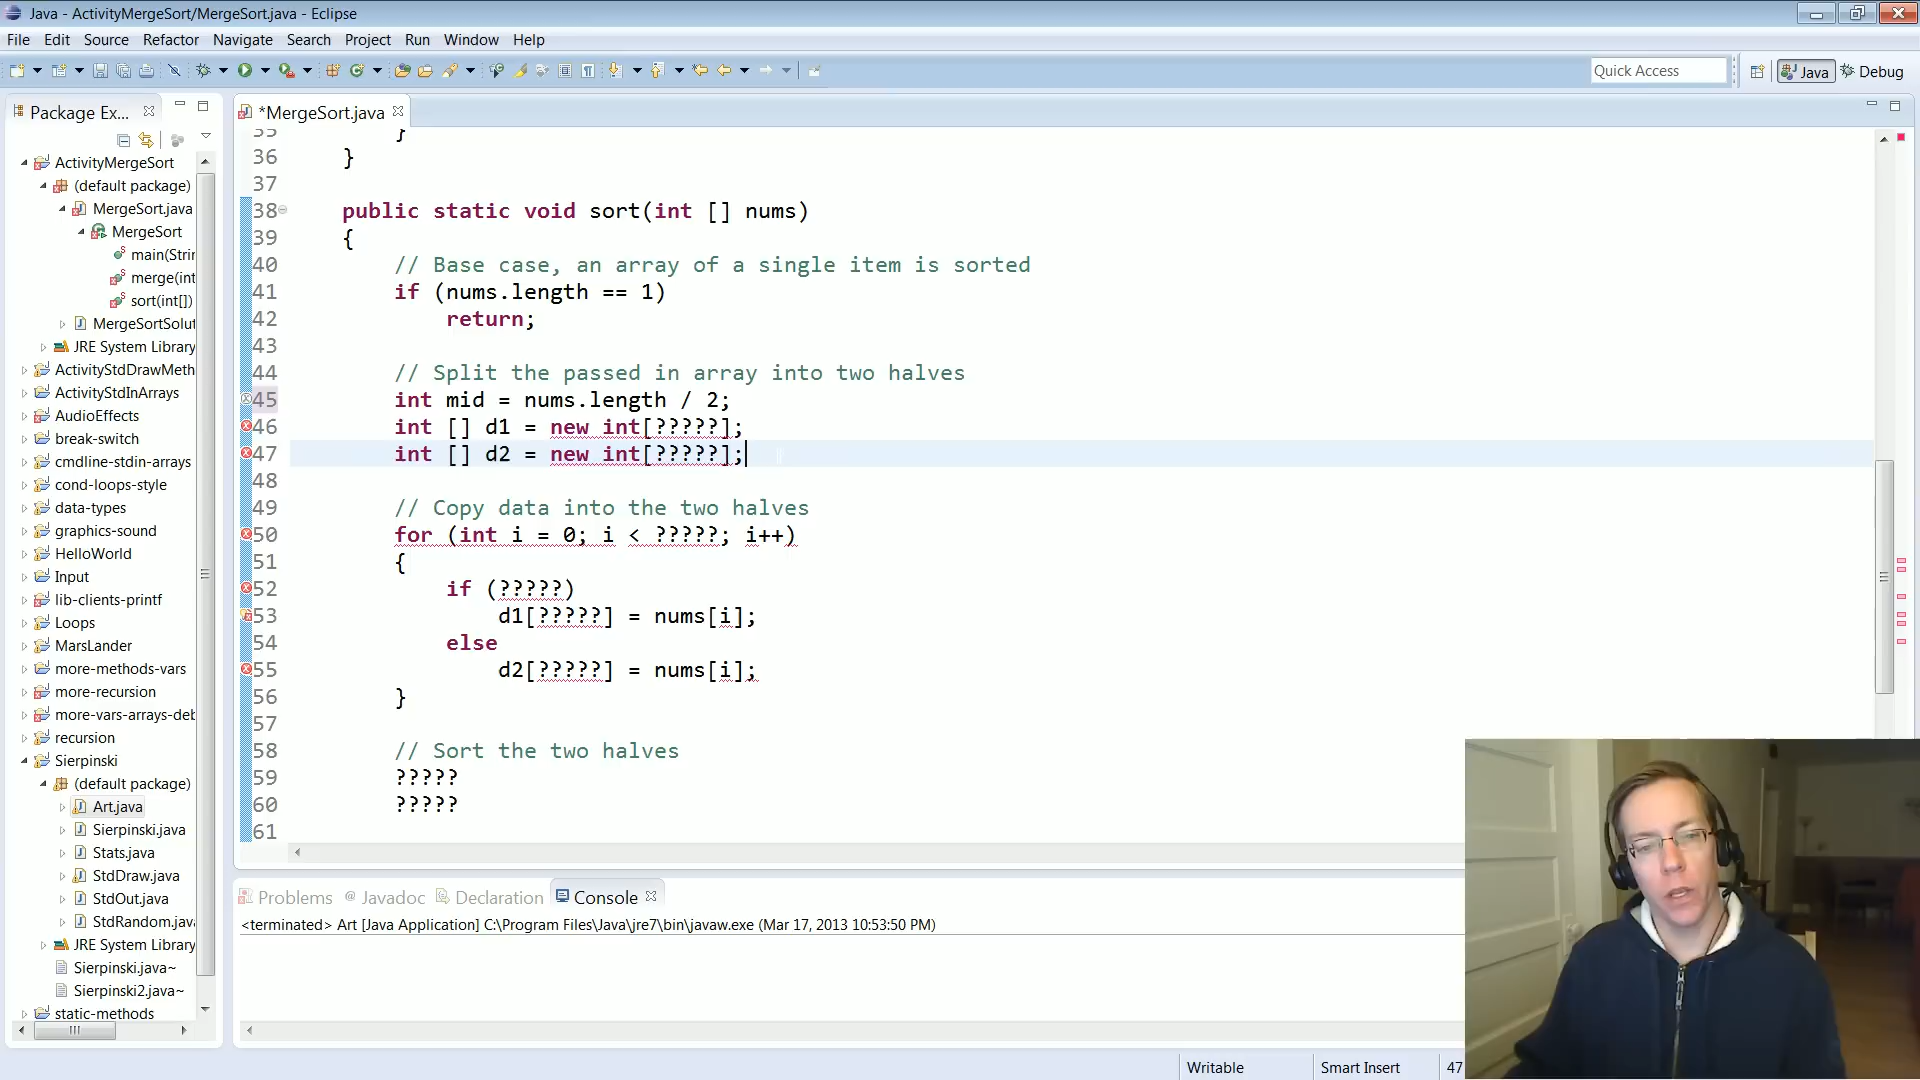 Java - ActivityMergeSort/MergeSort.java - Eclipse
File Edit Source Refactor Navigate Search Project Run Window Help
Quick Access
Java
Debug
Package Ex...
ActivityMergeSort
(default package)
MergeSort.java
MergeSort
main(Strin
merge(int
sort(int[])
MergeSortSolut
JRE System Library
ActivityStdDrawMeth
ActivityStdInArrays
AudioEffects
break-switch
cmdline-stdin-arrays
cond-loops-style
data-types
graphics-sound
HelloWorld
Input
lib-clients-printf
Loops
MarsLander
more-methods-vars
more-recursion
more-vars-arrays-deb
recursion
Sierpinski
(default package)
Art.java
Sierpinski.java
Stats.java
StdDraw.java
StdOut.java
StdRandom.java
JRE System Library
Sierpinski.java~
Sierpinski2.java~
static-methods
*MergeSort.java
35 }
36 }
37
38 public static void sort(int [] nums)
39 {
40 // Base case, an array of a single item is sorted
41 if (nums.length == 1)
42 return;
43
44 // Split the passed in array into two halves
45 int mid = nums.length / 2;
46 int [] d1 = new int[?????];
47 int [] d2 = new int[?????];
48
49 // Copy data into the two halves
50 for (int i = 0; i < ?????; i++)
51 {
52 if (?????)
53 d1[?????] = nums[i];
54 else
55 d2[?????] = nums[i];
56 }
57
58 // Sort the two halves
59 ?????
60 ?????
61
Problems @ Javadoc Declaration Console
<terminated> Art [Java Application] C:\Program Files\Java\jre7\bin\javaw.exe (Mar 17, 2013 10:53:50 PM)
Writable Smart Insert 47